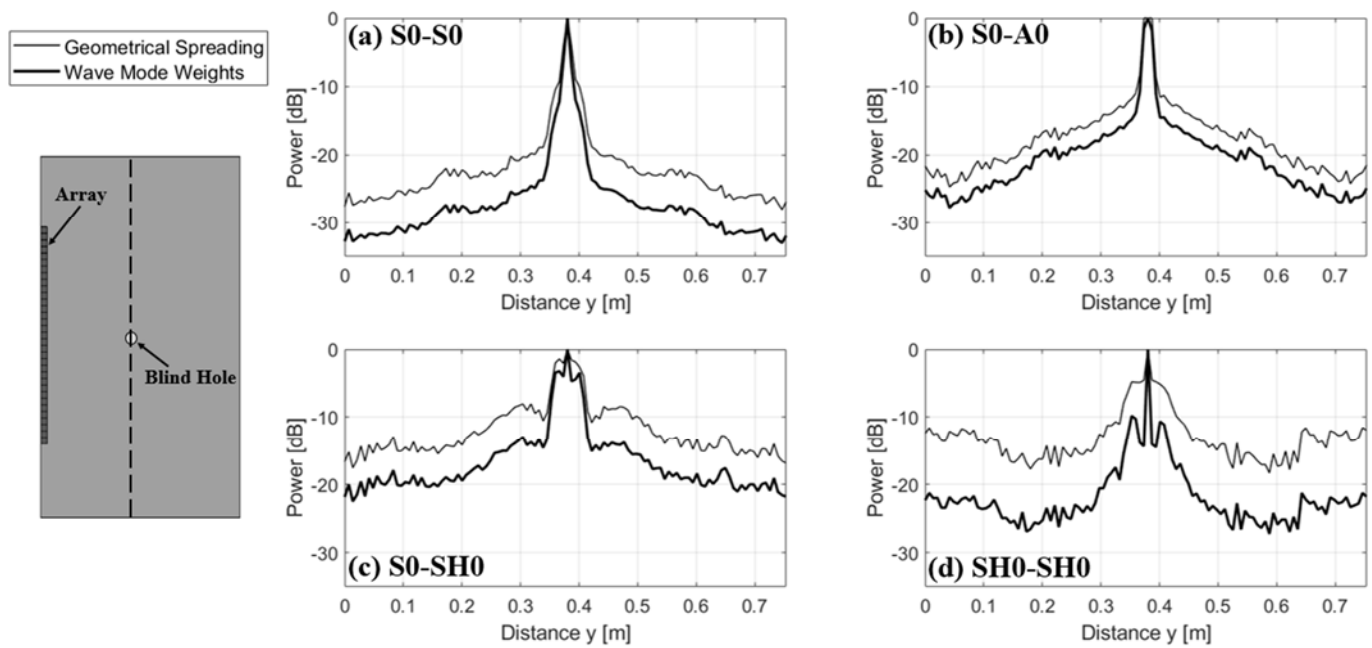 Geometrical Spreading
Wave Mode Weights
Array
Blind Hole
(a) S0-S0
Power [dB]
0
-10
-20
-30
0 0.1 0.2 0.3 0.4 0.5 0.6 0.7
Distance y [m]
(b) S0-A0
Power [dB]
0
-10
-20
-30
0 0.1 0.2 0.3 0.4 0.5 0.6 0.7
Distance y [m]
(c) S0-SH0
Power [dB]
0
-10
-20
-30
0 0.1 0.2 0.3 0.4 0.5 0.6 0.7
Distance y [m]
(d) SH0-SH0
Power [dB]
0
-10
-20
-30
0 0.1 0.2 0.3 0.4 0.5 0.6 0.7
Distance y [m]